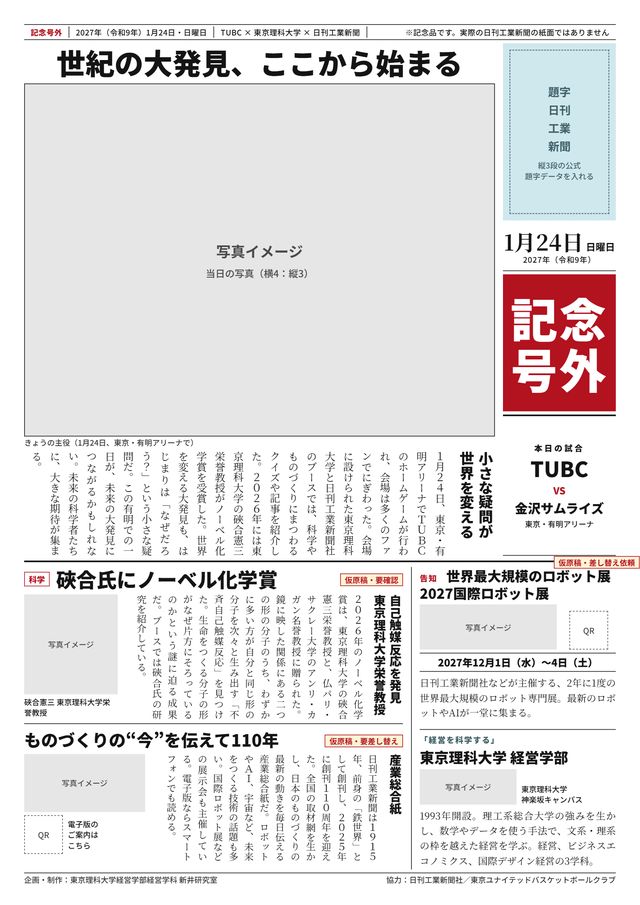 記念号外
2027年（令和9年）1月24日・日曜日
TUBC × 東京理科大学 × 日刊工業新聞
※記念品です。実際の日刊工業新聞の紙面ではありません
世紀の大発見、ここから始まる
題字
日刊
工業
新聞
縦3段の公式
題字データを入れる
1月24日 日曜日
2027年（令和9年）
記念
号外
写真イメージ
当日の写真（横4：縦3）
きょうの主役（1月24日、東京・有明アリーナで）
小さな疑問が
世界を変える
1月24日、東京・有
明アリーナでTUBC
のホームゲームが行わ
れ、会場は多くのファ
ンでにぎわった。会場
に設けられた東京理科
大学と日刊工業新聞社
のブースでは、科学や
ものづくりにまつわる
クイズや記事を紹介し
た。2026年には東
京理科大学の硤合憲三
栄誉教授がノーベル化
学賞を受賞した。世界
を変える大発見も、は
じまりは「なぜだろ
う？」という小さな疑
問だ。この有明での一
日が、未来の大発見に
つながるかもしれな
い。未来の科学者たち
に、大きな期待が集ま
る。
本日の試合
TUBC
VS
金沢サムライズ
東京・有明アリーナ
科学
硤合氏にノーベル化学賞
仮原稿・要確認
写真イメージ
硤合憲三 東京理科大学栄
誉教授
自己触媒反応を発見
東京理科大学栄誉教授
2026年のノーベル化学
賞は、東京理科大学の硤合
憲三栄誉教授と、仏パリ・
サクレー大学のアンリ・カ
ガン名誉教授に贈られた。
鏡に映した関係にある二つ
の形の分子のうち、わずか
に多い方が自分と同じ形の
分子を次々と生み出す「不
斉自己触媒反応」を見つけ
た。生命をつくる分子の形
がなぜ片方にそろっている
のかという謎に迫る成果
だ。ブースでは硤合氏の研
究を紹介している。
ものづくりの“今”を伝えて110年
仮原稿・要差し替え
写真イメージ
QR
電子版の
ご案内は
こちら
産業総合紙
日刊工業新聞は1915
年、前身の「鉄世界」と
して創刊し、2025年
に創刊110周年を迎え
た。全国の取材網を生か
し、日本のものづくりの
最新の動きを毎日伝える
産業総合紙だ。ロボット
やAI、宇宙など、未来
をつくる技術の話題も多
い。国際ロボット展など
の展示会も主催してい
る。電子版ならスマート
フォンでも読める。
仮原稿・差し替え依頼
告知
世界最大規模のロボット展
2027国際ロボット展
写真イメージ
QR
2027年12月1日（水）〜4日（土）
日刊工業新聞社などが主催する、2年に1度の
世界最大規模のロボット専門展。最新のロボ
ットやAIが一堂に集まる。
「経営を科学する」
東京理科大学 経営学部
写真イメージ
東京理科大学
神楽坂キャンパス
1993年開設。理工系総合大学の強みを生か
し、数学やデータを使う手法で、文系・理系
の枠を越えた経営を学ぶ。経営、ビジネスエ
コノミクス、国際デザイン経営の3学科。
企画・制作：東京理科大学経営学部経営学科 新井研究室
協力：日刊工業新聞社／東京ユナイテッドバスケットボールクラブ